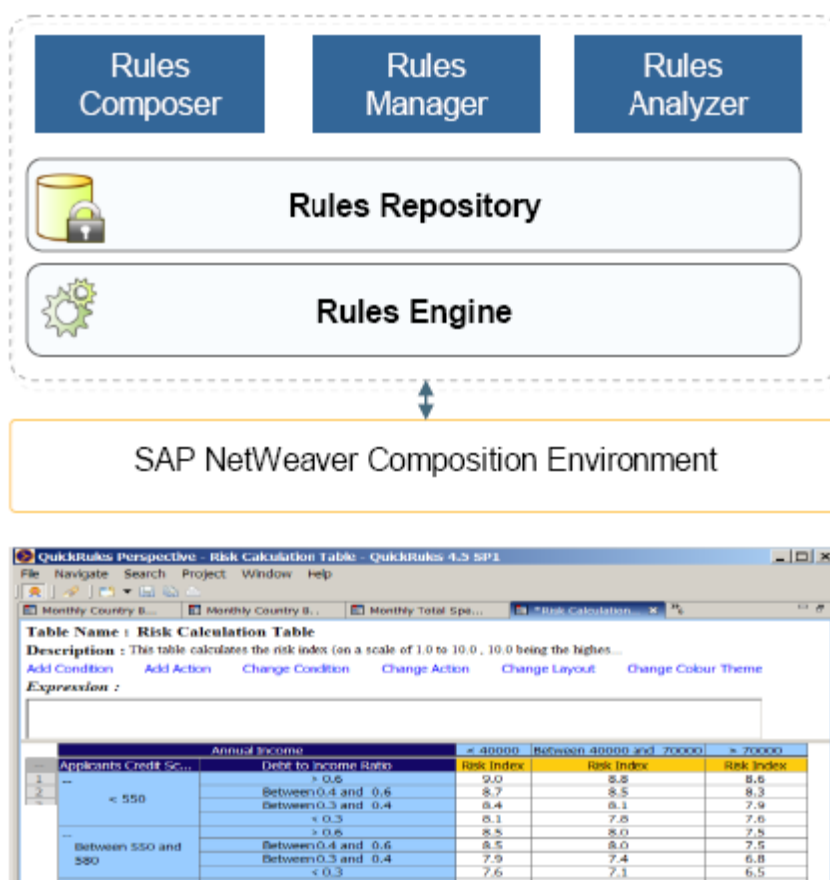 Rules Composer
Rules Manager
Rules Analyzer
Rules Repository
Rules Engine
SAP NetWeaver Composition Environment
QuickRules Perspective - Risk Calculation Table - QuickRules 4.5 SP1
File Navigate Search Project Window Help
Monthly Country B... Monthly Country B.. Monthly Total Spe... *Risk Calculation...
Table Name : Risk Calculation Table
Description : This table calculates the risk index (on a scale of 1.0 to 10.0 , 10.0 being the highes...
Add Condition Add Action Change Condition Change Action Change Layout Change Colour Theme
Expression :
Annual Income < 40000 Between 40000 and 70000 > 70000
Applicants Credit Sc... Debt to Income Ratio Risk Index Risk Index Risk Index
1 -- > 0.6 9.0 8.8 8.6
2 < 550 Between 0.4 and 0.6 8.7 8.5 8.3
Between 0.3 and 0.4 8.4 8.1 7.9
< 0.3 8.1 7.8 7.6
-- > 0.6 8.5 8.0 7.5
Between 550 and 580 Between 0.4 and 0.6 8.5 8.0 7.5
Between 0.3 and 0.4 7.9 7.4 6.8
< 0.3 7.6 7.1 6.5